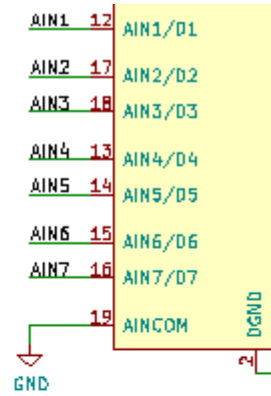 AIN1 12 AIN1/D1
AIN2 17 AIN2/D2
AIN3 18 AIN3/D3
AIN4 13 AIN4/D4
AIN5 14 AIN5/D5
AIN6 15 AIN6/D6
AIN7 16 AIN7/D7
19 AINCOM
DGND
2
GND